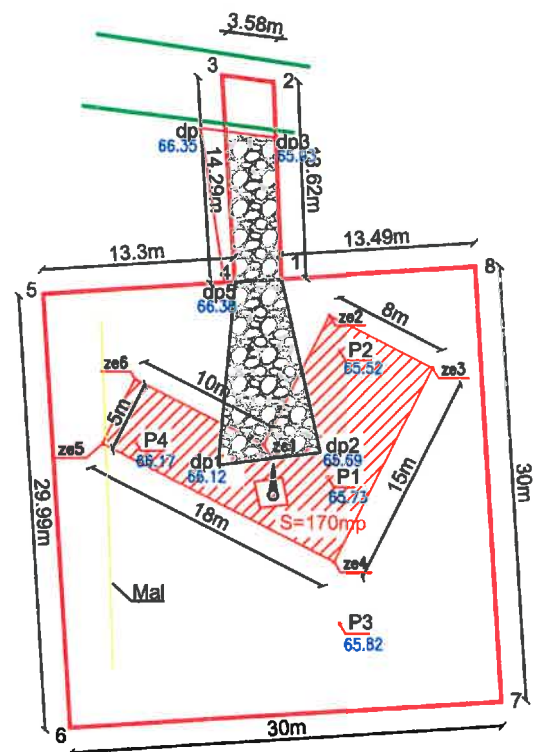 3.58m
3
2
dp
66.35
dp3
14.29m
13.62m
13.3m
4
1
13.49m
8
5
dp5
66.38
ze2
8m
ze6
P2
65.52
ze3
10m
5m
ze5
P4
66.17
ze1
dp2
65.69
dp1
66.12
P1
65.73
15m
S=170mp
18m
29.99m
30m
ze4
Mal
P3
65.82
6
30m
7